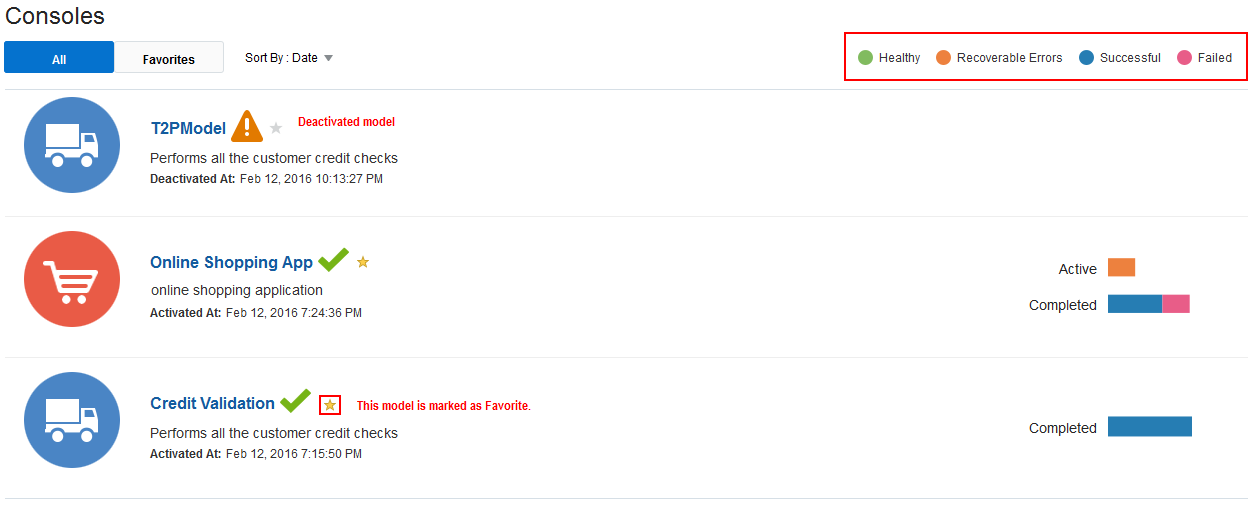 Consoles
All Favorites Sort By : Date Healthy Recoverable Errors Successful Failed
T2PModel Deactivated model
Performs all the customer credit checks
Deactivated At: Feb 12, 2016 10:13:27 PM
Online Shopping App
Active
online shopping application
Completed
Activated At: Feb 12, 2016 7:24:36 PM
Credit Validation This model is marked as Favorite.
Completed
Performs all the customer credit checks
Activated At: Feb 12, 2016 7:15:50 PM